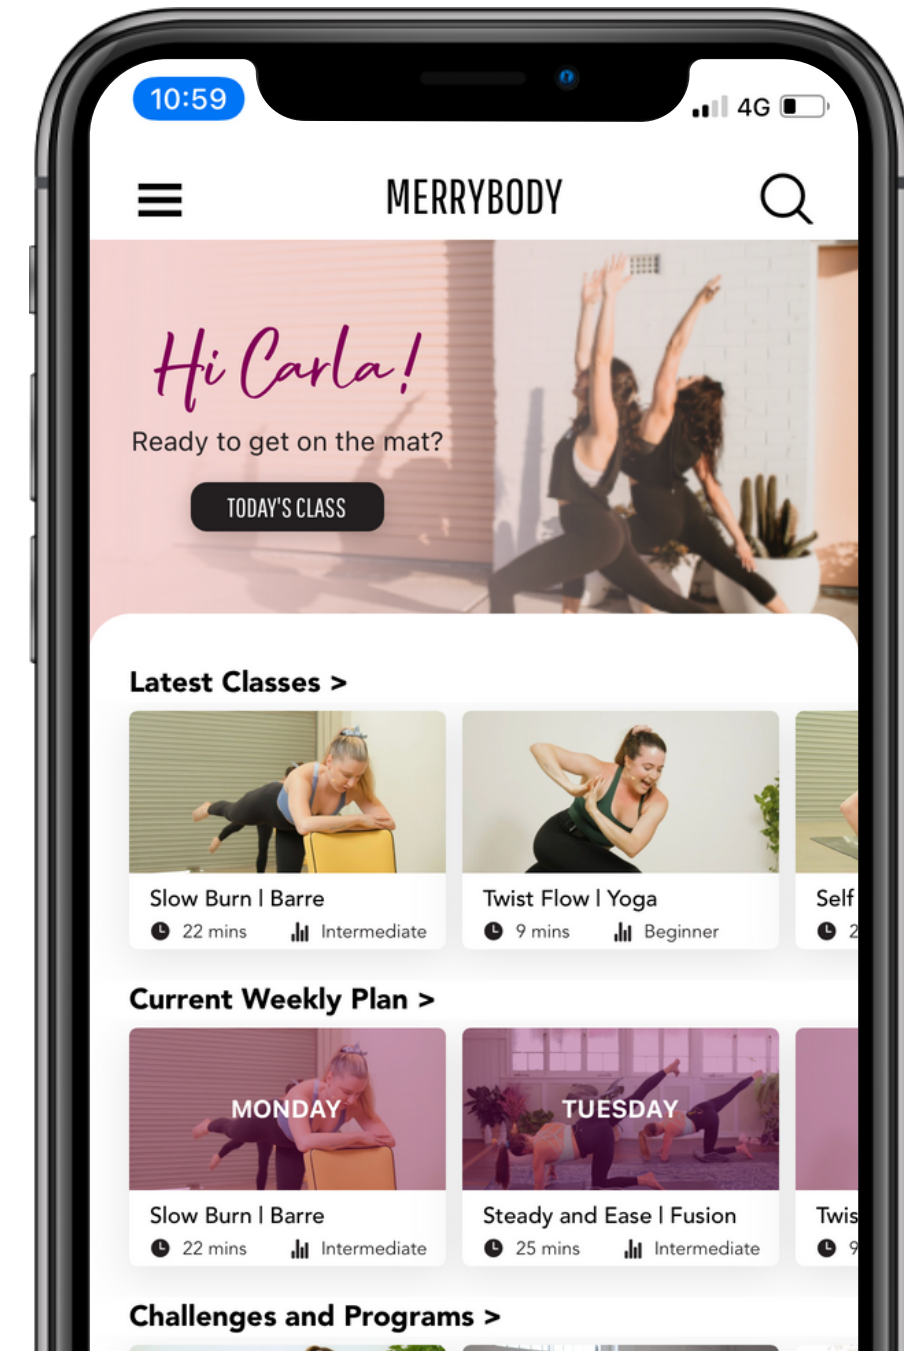 10:59
4G
MERRYBODY
Hi Carla!
Ready to get on the mat?
TODAY'S CLASS
Latest Classes >
Slow Burn | Barre
22 mins Intermediate
Twist Flow | Yoga
9 mins Beginner
Self
2
Current Weekly Plan >
MONDAY
Slow Burn | Barre
22 mins Intermediate
TUESDAY
Steady and Ease | Fusion
25 mins Intermediate
Twis
9
Challenges and Programs >